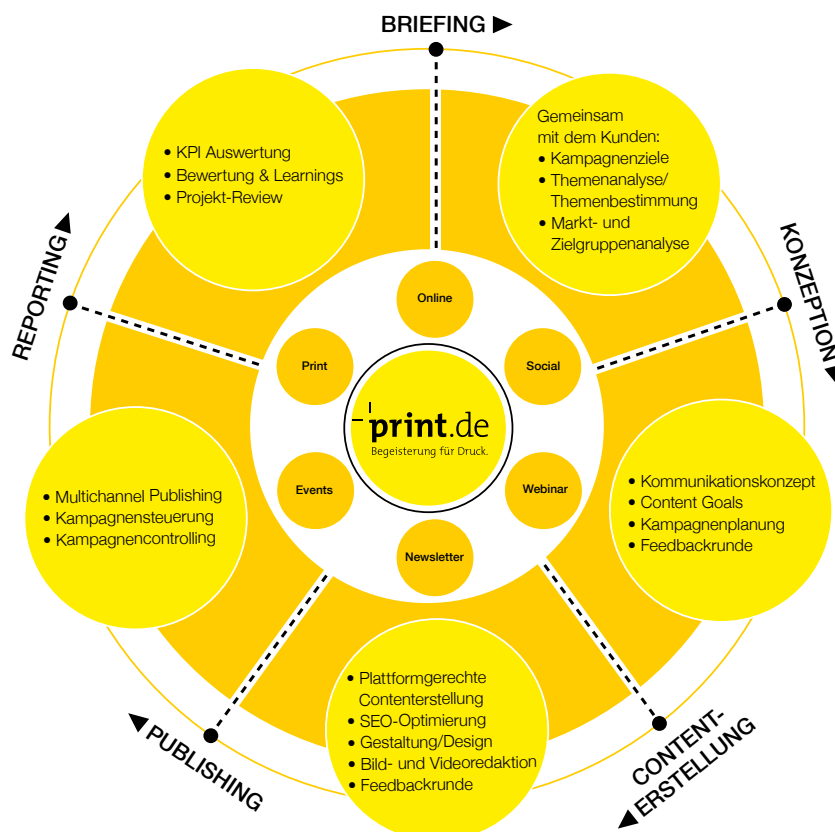 BRIEFING ▶
Gemeinsam
mit dem Kunden:
• Kampagnenziele
• Themenanalyse/
Themenbestimmung
• Markt- und
Zielgruppenanalyse
KONZEPTION ▶
• Kommunikationskonzept
• Content Goals
• Kampagnenplanung
• Feedbackrunde
CONTENT-
ERSTELLUNG ▶
• Plattformgerechte
Contenterstellung
• SEO-Optimierung
• Gestaltung/Design
• Bild- und Videoredaktion
• Feedbackrunde
PUBLISHING ▶
• Multichannel Publishing
• Kampagnensteuerung
• Kampagnencontrolling
REPORTING ▶
• KPI Auswertung
• Bewertung & Learnings
• Projekt-Review
Online
Social
Webinar
Newsletter
Events
Print
print.de
Begeisterung für Druck.